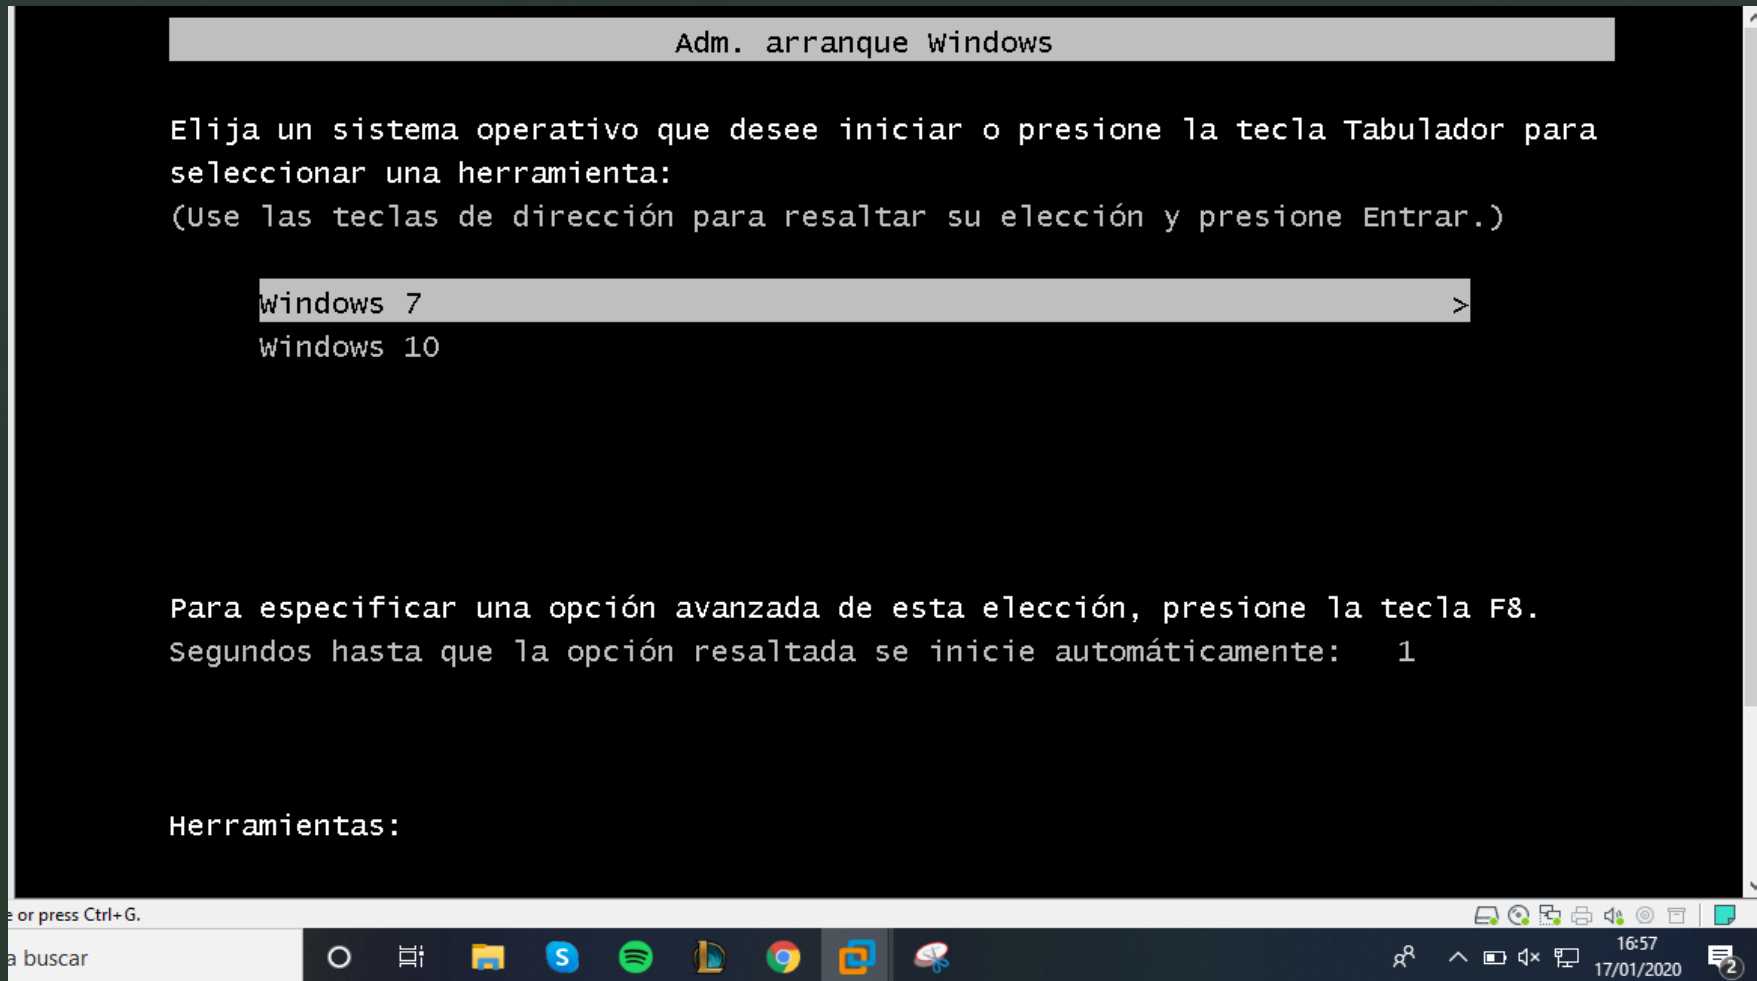 Adm. arranque Windows
Elija un sistema operativo que desee iniciar o presione la tecla Tabulador para
seleccionar una herramienta:
(Use las teclas de dirección para resaltar su elección y presione Entrar.)
Windows 7 >
Windows 10
Para especificar una opción avanzada de esta elección, presione la tecla F8.
Segundos hasta que la opción resaltada se inicie automáticamente: 1
Herramientas:
e or press Ctrl+G.
a buscar
16:57
17/01/2020
2